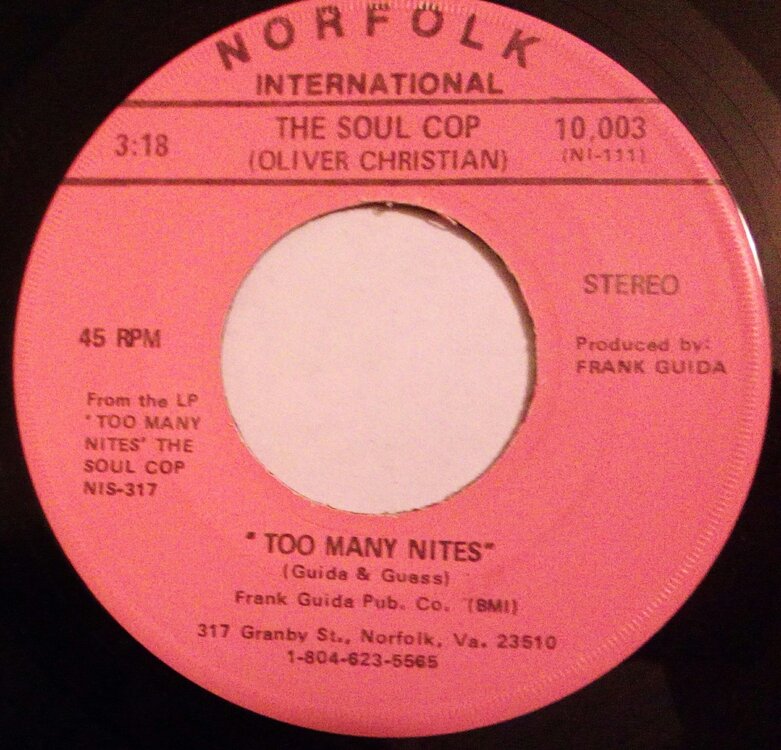 NORFOLK
INTERNATIONAL
3:18
THE SOUL COP
(OLIVER CHRISTIAN)
10,003
(NI-111)
STEREO
45 RPM
Produced by:
FRANK GUIDA
From the LP
"TOO MANY
NITES" THE
SOUL COP
NIS-317
"TOO MANY NITES"
(Guida & Guess)
Frank Guida Pub. Co. (BMI)
317 Granby St., Norfolk, Va. 23510
1-804-623-5565